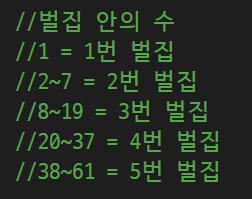 //벌집 안의 수
//1 = 1번 벌집
//2~7 = 2번 벌집
//8~19 = 3번 벌집
//20~37 = 4번 벌집
//38~61 = 5번 벌집